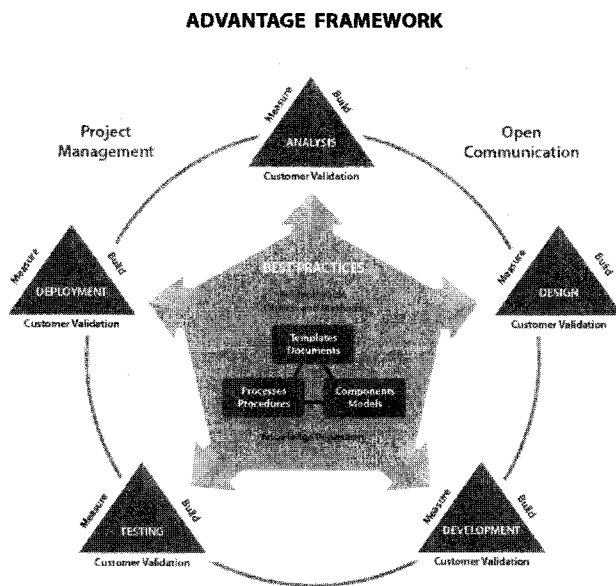 ADVANTAGE FRAMEWORK
Project
Management
Open
Communication
Measure
Build
ANALYSIS
Customer Validation
Measure
Build
DEPLOYMENT
Customer Validation
BEST PRACTICES
Measure
Build
DESIGN
Customer Validation
Templates
Documents
Processes
Procedures
Components
Models
Measure
Build
TESTING
Customer Validation
Measure
Build
DEVELOPMENT
Customer Validation